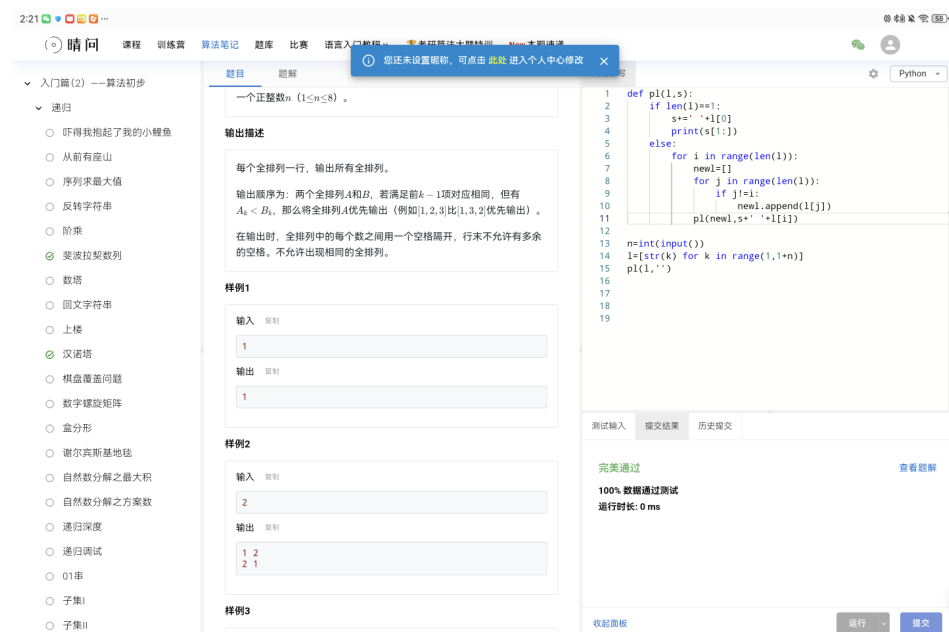 2:21
58
晴问
课程 训练营 算法笔记 题库 比赛 语言入门教程
您还未设置昵称，可点击 此处 进入个人中心修改
入门篇（2）——算法初步
递归
吓得我抱起了我的小鲤鱼
从前有座山
序列求最大值
反转字符串
阶乘
斐波拉契数列
数塔
回文字符串
上楼
汉诺塔
棋盘覆盖问题
数字螺旋矩阵
盒分形
谢尔宾斯基地毯
自然数分解之最大积
自然数分解之方案数
递归深度
递归调试
01串
子集I
子集II
题目 题解
一个正整数n（1≤n≤8）。
输出描述
每个全排列一行，输出所有全排列。
输出顺序为：两个全排列A和B，若满足前k − 1项对应相同，但有
Aₖ < Bₖ，那么将全排列A优先输出（例如[1, 2, 3]比[1, 3, 2]优先输出）。
在输出时，全排列中的每个数之间用一个空格隔开，行末不允许有多余
的空格。不允许出现相同的全排列。
样例1
输入 复制
1
输出 复制
1
样例2
输入 复制
2
输出 复制
1 2
2 1
样例3
写
Python
1 def pl(l,s):
2     if len(l)==1:
3         s+=' '+l[0]
4         print(s[1:])
5     else:
6         for i in range(len(l)):
7             newl=[]
8             for j in range(len(l)):
9                 if j!=i:
10                     newl.append(l[j])
11             pl(newl,s+' '+l[i])
12
13 n=int(input())
14 l=[str(k) for k in range(1,1+n)]
15 pl(l,'')
16
17
18
19
测试输入 提交结果 历史提交
完美通过 查看题解
100% 数据通过测试
运行时长: 0 ms
收起面板 运行 提交